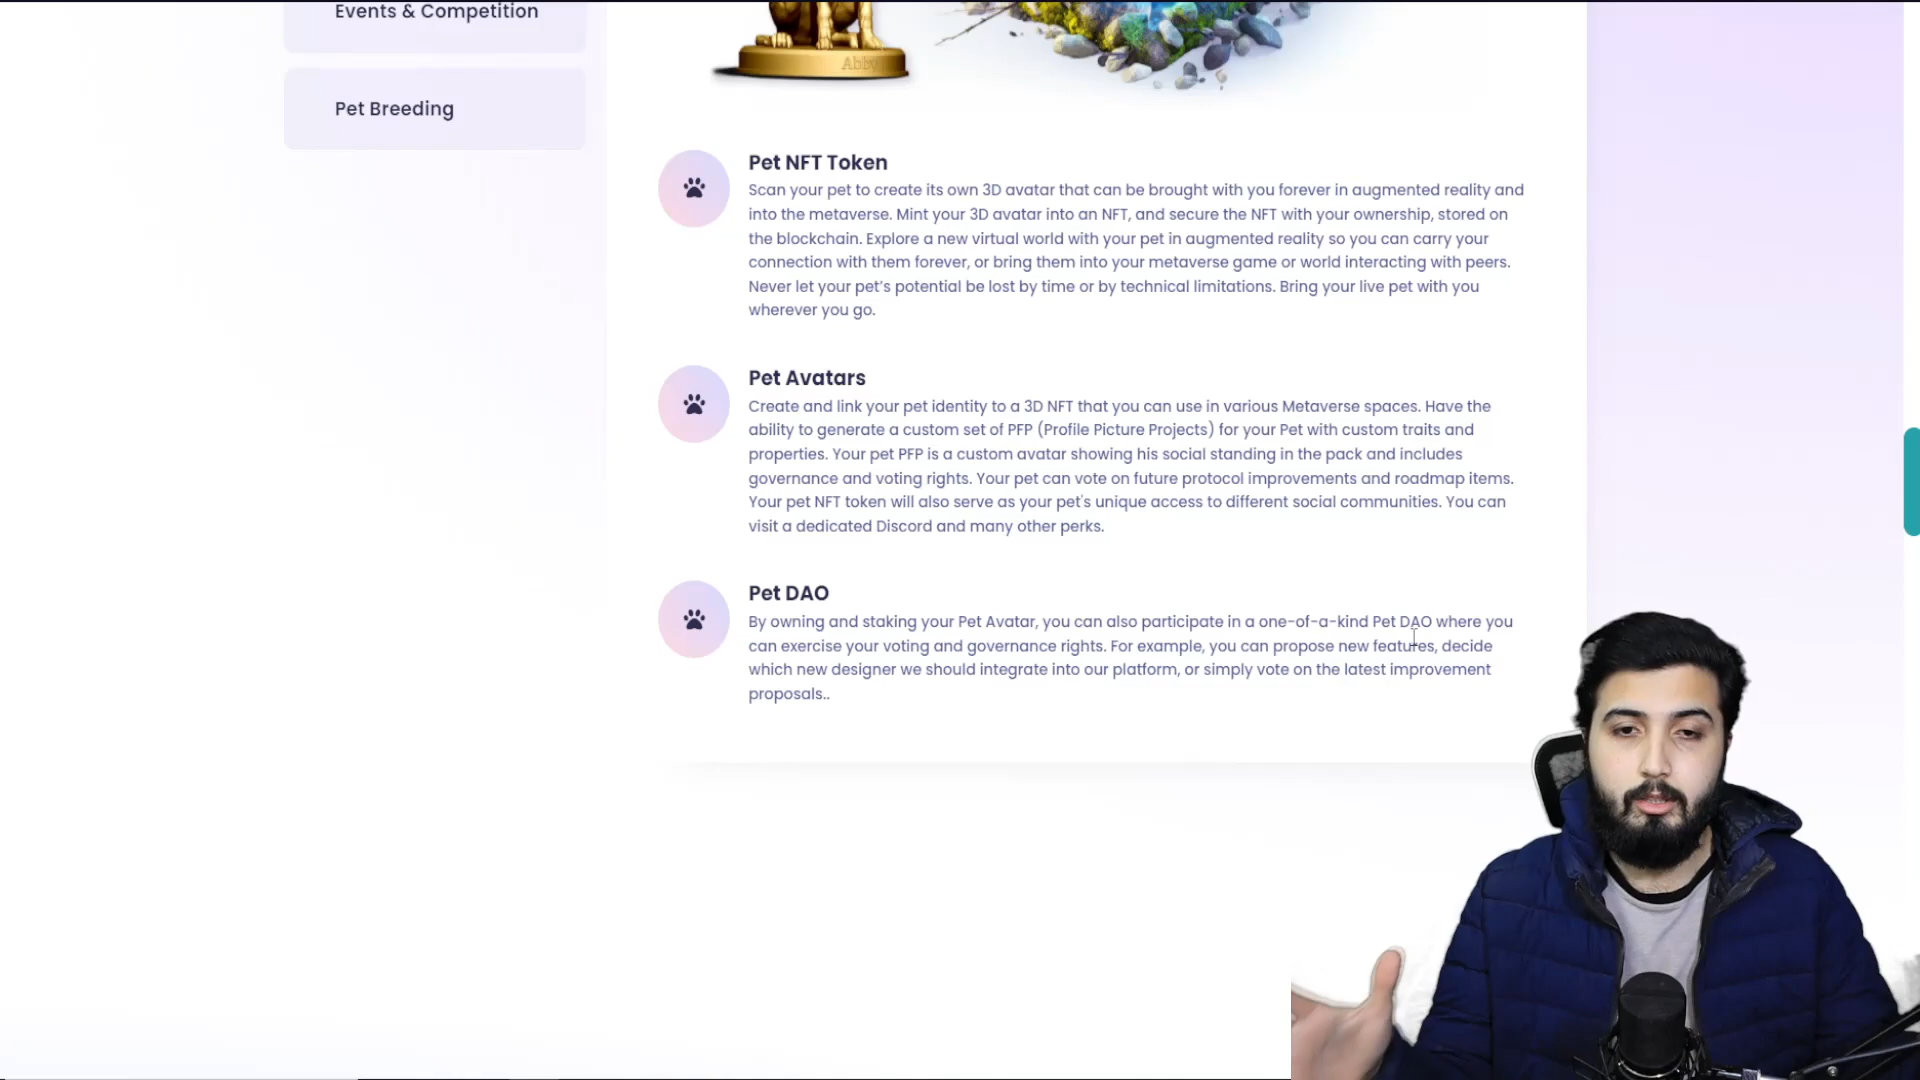 Events & Competition
Pet Breeding
Abby
Pet NFT Token
Scan your pet to create its own 3D avatar that can be brought with you forever in augmented reality and
into the metaverse. Mint your 3D avatar into an NFT, and secure the NFT with your ownership, stored on
the blockchain. Explore a new virtual world with your pet in augmented reality so you can carry your
connection with them forever, or bring them into your metaverse game or world interacting with peers.
Never let your pet's potential be lost by time or by technical limitations. Bring your live pet with you
wherever you go.
Pet Avatars
Create and link your pet identity to a 3D NFT that you can use in various Metaverse spaces. Have the
ability to generate a custom set of PFP (Profile Picture Projects) for your Pet with custom traits and
properties. Your pet PFP is a custom avatar showing his social standing in the pack and includes
governance and voting rights. Your pet can vote on future protocol improvements and roadmap items.
Your pet NFT token will also serve as your pet's unique access to different social communities. You can
visit a dedicated Discord and many other perks.
Pet DAO
By owning and staking your Pet Avatar, you can also participate in a one-of-a-kind Pet DAO where you
can exercise your voting and governance rights. For example, you can propose new features, decide
which new designer we should integrate into our platform, or simply vote on the latest improvement
proposals..